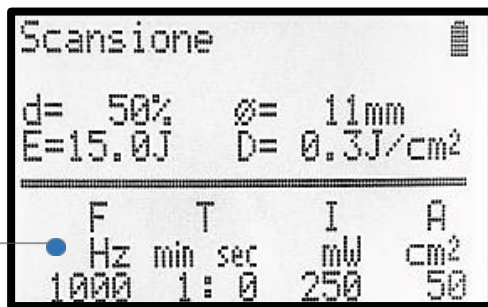 Scansione
d= 50% ø= 11mm
E=15.0J D= 0.3J/cm²
F T I A
Hz min sec mW cm²
1000 1: 0 250 50